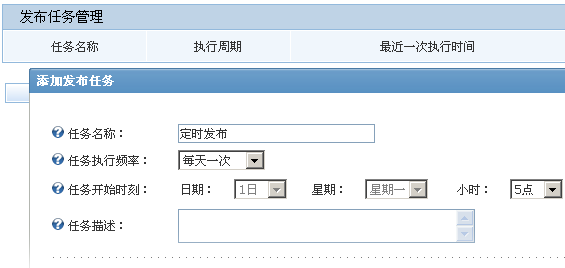 发布任务管理
任务名称 执行周期 最近一次执行时间
添加发布任务
任务名称： 定时发布
任务执行频率： 每天一次
任务开始时刻： 日期： 1日 星期： 星期一 小时： 5点
任务描述：